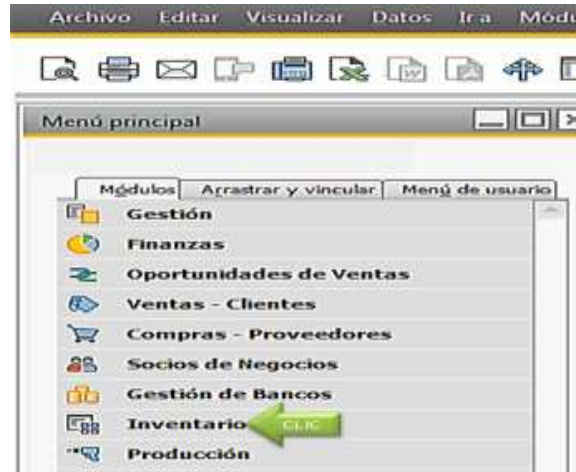 Archivo Editar Visualizar Datos Ir a Módu
Menú principal
Módulos Arrastrar y vincular Menú de usuario
Gestión
Finanzas
Oportunidades de Ventas
Ventas - Clientes
Compras - Proveedores
Socios de Negocios
Gestión de Bancos
Inventario CLIC
Producción